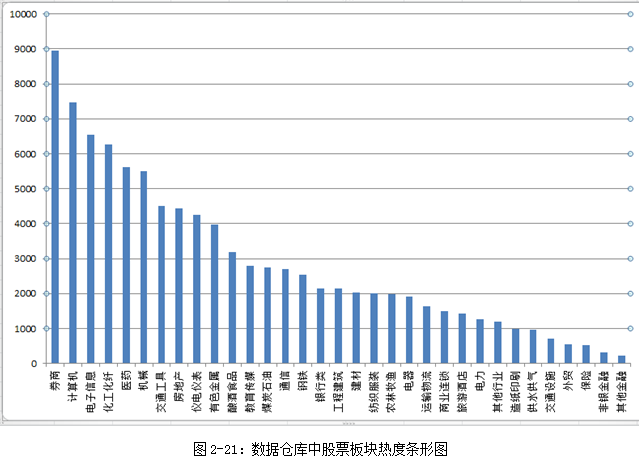 10000
9000
8000
7000
6000
5000
4000
3000
2000
1000
0
券商
计算机
电子信息
化工化纤
医药
机械
交通工具
房地产
仪电仪表
有色金属
酿酒食品
教育传媒
煤炭石油
通信
钢铁
银行类
工程建筑
建材
纺织服装
农林牧渔
电器
运输物流
商业连锁
旅游酒店
电力
其他行业
造纸印刷
供水供气
交通设施
外贸
保险
非银金融
其他金融
图2-21：数据仓库中股票板块热度条形图